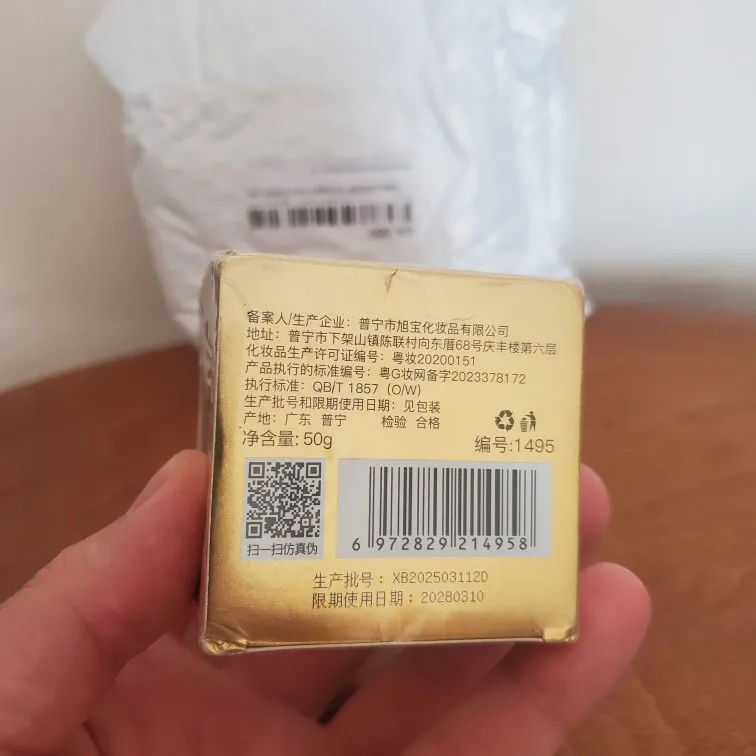 备案人/生产企业：普宁市旭宝化妆品有限公司
地址：普宁市下架山镇陈联村向东厝68号庆丰楼第六层
化妆品生产许可证编号：粤妆20200151
产品执行的标准编号：粤G妆网备字2023378172
执行标准：QB/T 1857（O/W）
生产批号和限期使用日期：见包装
产地：广东 普宁 检验 合格
净含量:50g 编号:1495
扫一扫仿真伪
6 972829 214958
生产批号：XB2025031120
限期使用日期：20280310